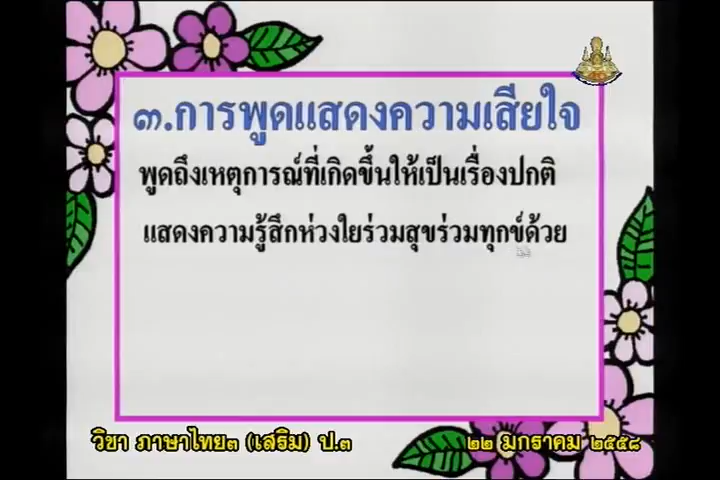 ๓.การพูดแสดงความเสียใจ
พูดถึงเหตุการณ์ที่เกิดขึ้นให้เป็นเรื่องปกติ
แสดงความรู้สึกห่วงใยร่วมสุขร่วมทุกข์ด้วย
วิชา ภาษาไทย๓ (เสริม) ป.๓
๒๒ มกราคม ๒๕๕๘